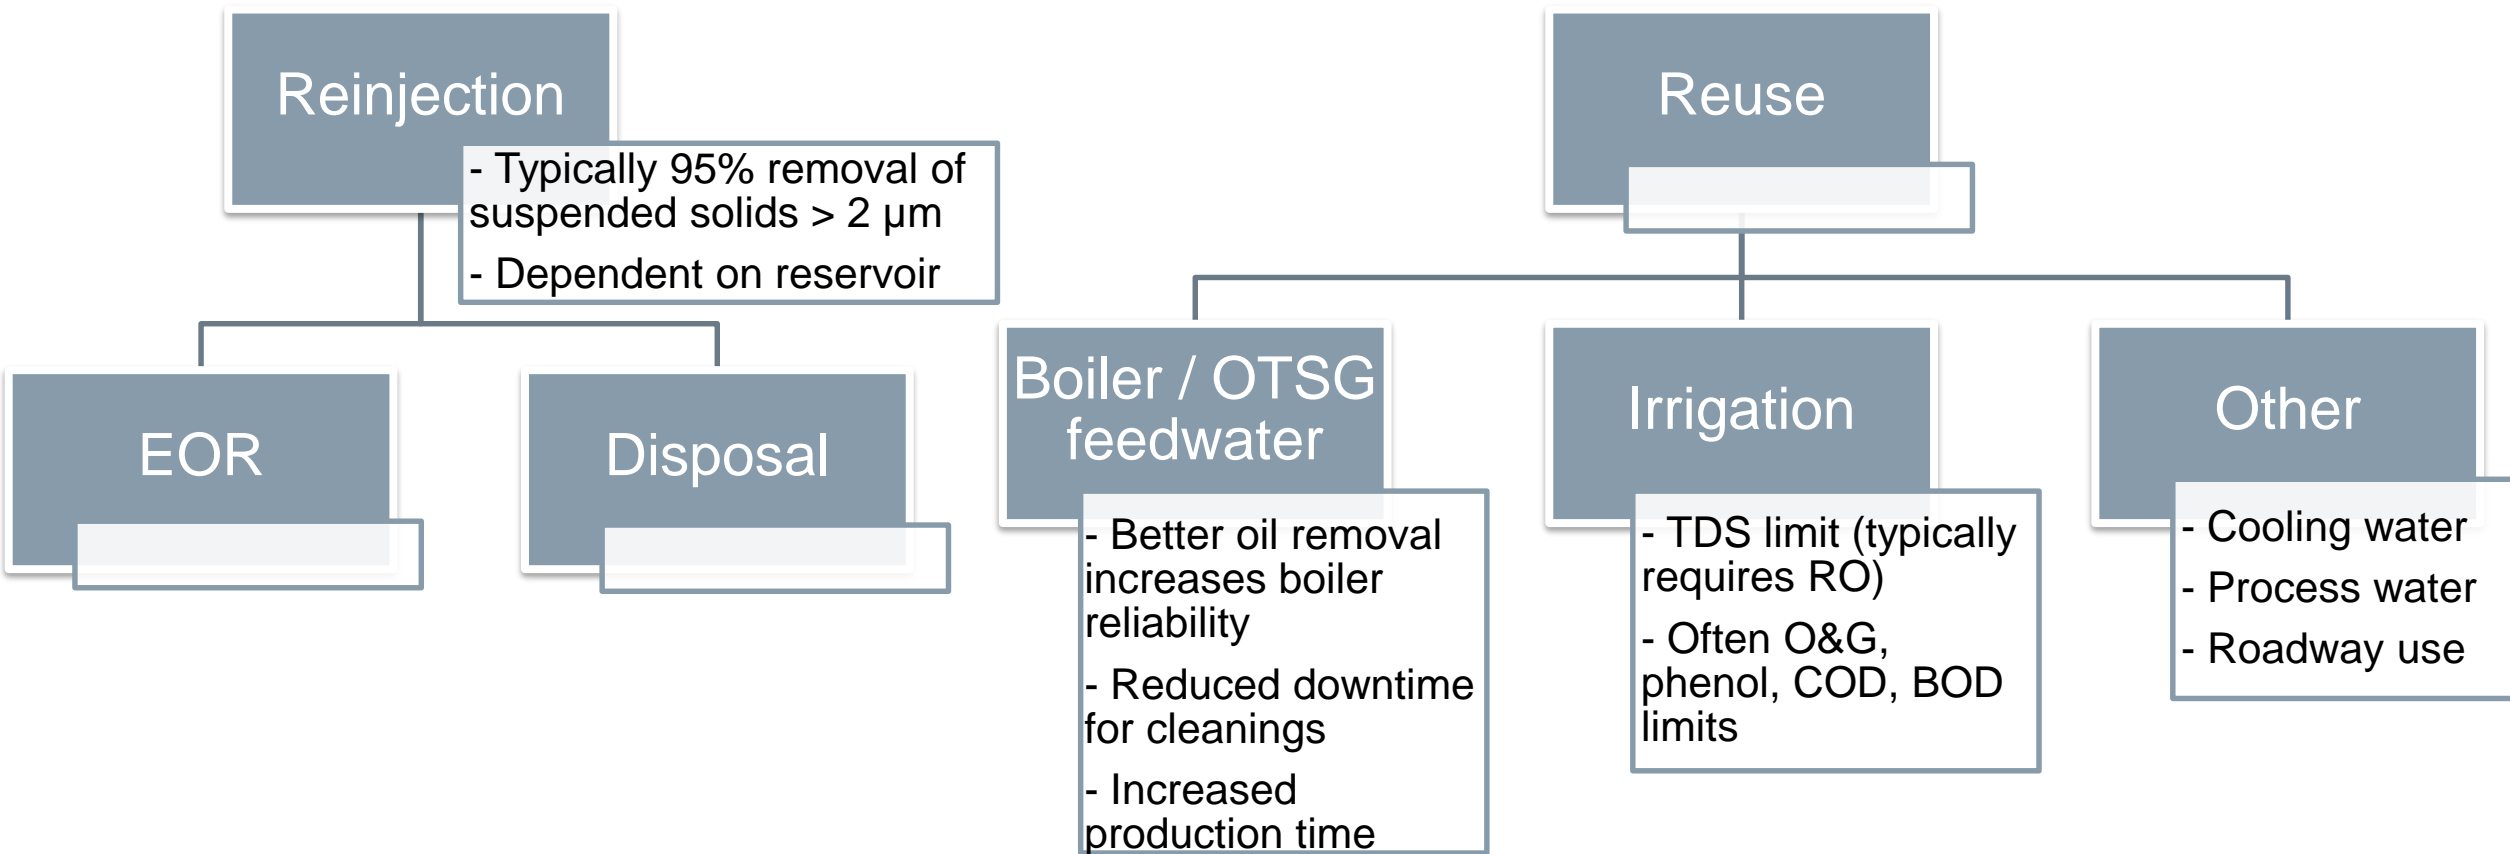 Reinjection
- Typically 95% removal of
suspended solids > 2 µm
- Dependent on reservoir
EOR
Disposal
Reuse
Boiler / OTSG
feedwater
- Better oil removal
increases boiler
reliability
- Reduced downtime
for cleanings
- Increased
production time
Irrigation
- TDS limit (typically
requires RO)
- Often O&G,
phenol, COD, BOD
limits
Other
- Cooling water
- Process water
- Roadway use